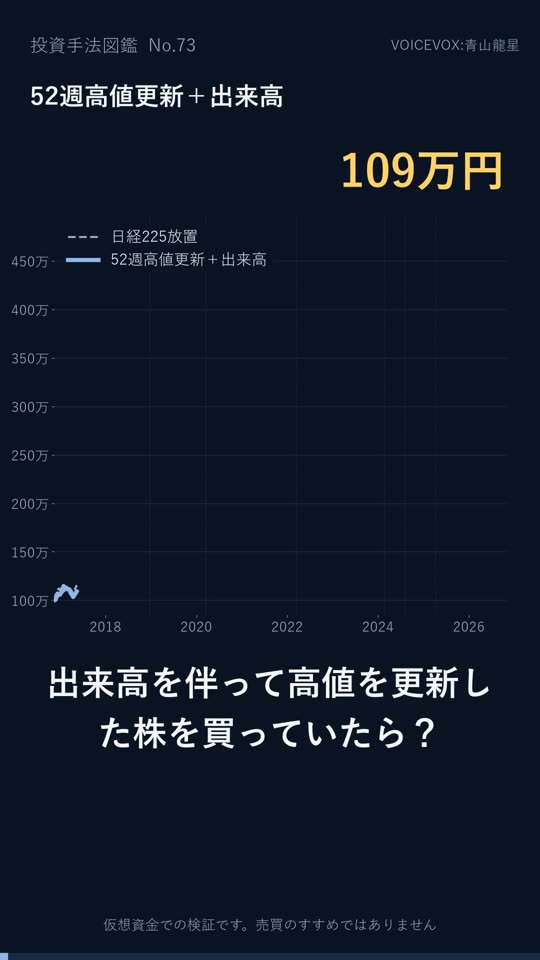 投資手法図鑑 No.73
VOICEVOX:青山龍星
52週高値更新＋出来高
109万円
日経225放置
52週高値更新＋出来高
450万
400万
350万
300万
250万
200万
150万
100万
2018 2020 2022 2024 2026
出来高を伴って高値を更新し
た株を買っていたら？
仮想資金での検証です。売買のすすめではありません